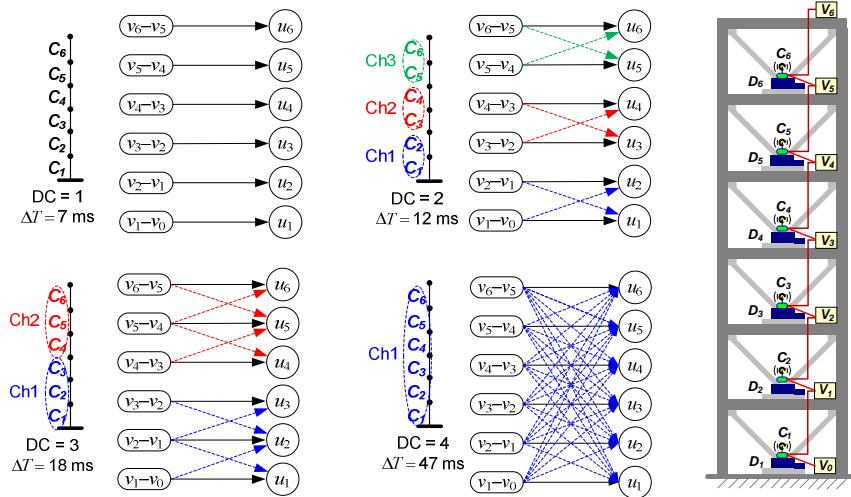 C₆
C₅
C₄
C₃
C₂
C₁
DC = 1
ΔT = 7 ms
v₆–v₅ u₆
v₅–v₄ u₅
v₄–v₃ u₄
v₃–v₂ u₃
v₂–v₁ u₂
v₁–v₀ u₁
Ch3
Ch2
Ch1
C₆
C₅
C₄
C₃
C₂
C₁
DC = 2
ΔT = 12 ms
v₆–v₅ u₆
v₅–v₄ u₅
v₄–v₃ u₄
v₃–v₂ u₃
v₂–v₁ u₂
v₁–v₀ u₁
Ch2
Ch1
C₆
C₅
C₄
C₃
C₂
C₁
DC = 3
ΔT = 18 ms
v₆–v₅ u₆
v₅–v₄ u₅
v₄–v₃ u₄
v₃–v₂ u₃
v₂–v₁ u₂
v₁–v₀ u₁
Ch1
C₆
C₅
C₄
C₃
C₂
C₁
DC = 4
ΔT = 47 ms
v₆–v₅ u₆
v₅–v₄ u₅
v₄–v₃ u₄
v₃–v₂ u₃
v₂–v₁ u₂
v₁–v₀ u₁
V₆
C₆
D₆ V₅
C₅
D₅ V₄
C₄
D₄ V₃
C₃
D₃ V₂
C₂
D₂ V₁
C₁
D₁ V₀